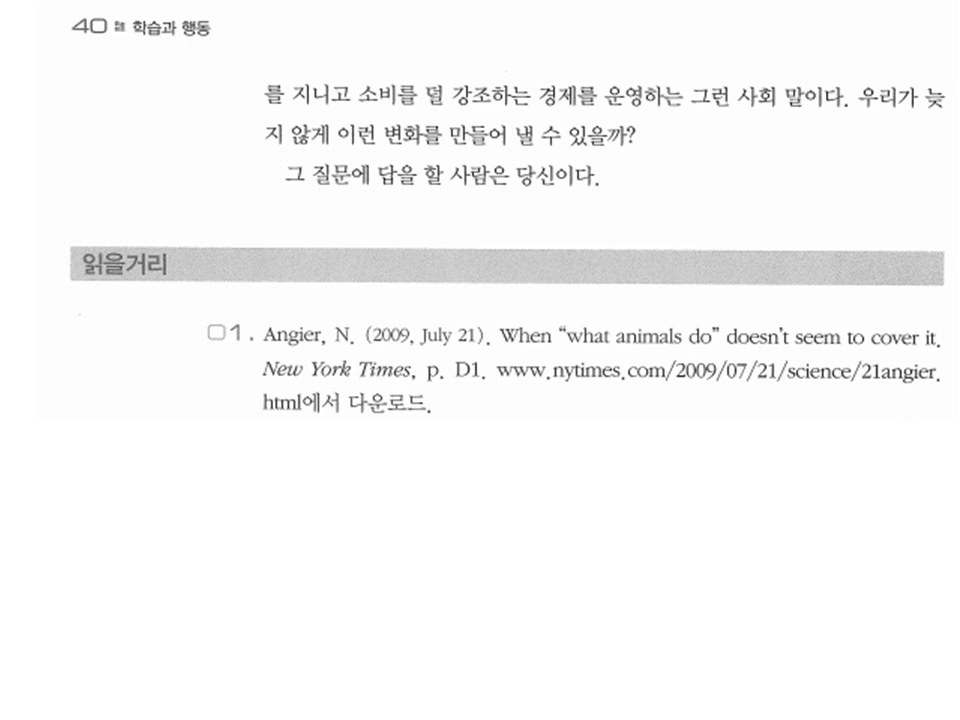 40 학습과 행동
를 지니고 소비를 덜 강조하는 경제를 운영하는 그런 사회 말이다. 우리가 늦
지 않게 이런 변화를 만들어 낼 수 있을까?
그 질문에 답을 할 사람은 당신이다.
읽을거리
01. Angier, N. (2009, July 21). When “what animals do” doesn’t seem to cover it.
New York Times, p. D1. www.nytimes.com/2009/07/21/science/21angier.
html에서 다운로드.